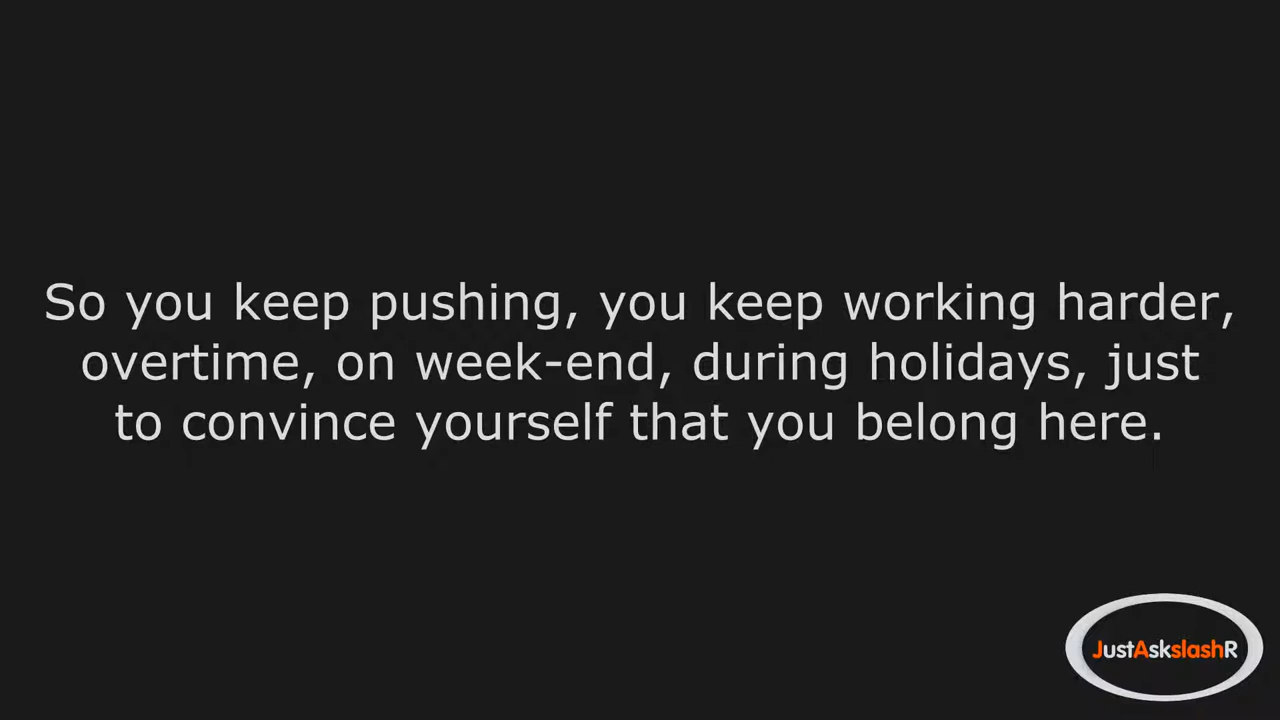 So you keep pushing, you keep working harder,
overtime, on week-end, during holidays, just
to convince yourself that you belong here.
JustAskslashR